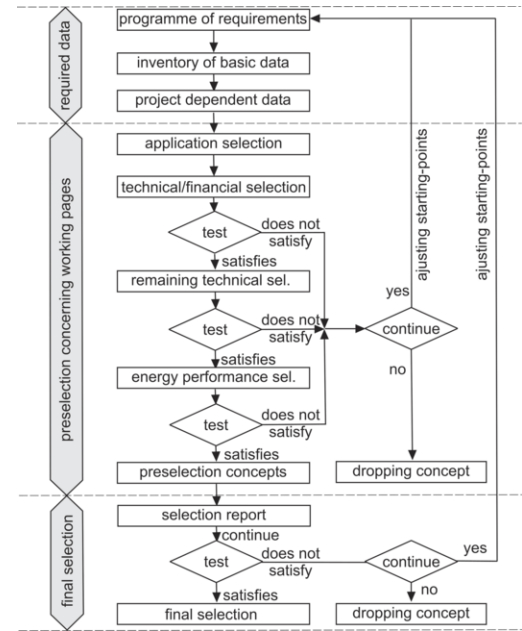 required data
programme of requirements
inventory of basic data
project dependent data
preselection concerning working pages
application selection
technical/financial selection
test
does not
satisfy
satisfies
remaining technical sel.
test
does not
satisfy
satisfies
energy performance sel.
test
does not
satisfy
satisfies
preselection concepts
yes
continue
no
dropping concept
ajusting starting-points
ajusting starting-points
final selection
selection report
continue
test
does not
satisfy
continue
yes
satisfies
no
final selection
dropping concept